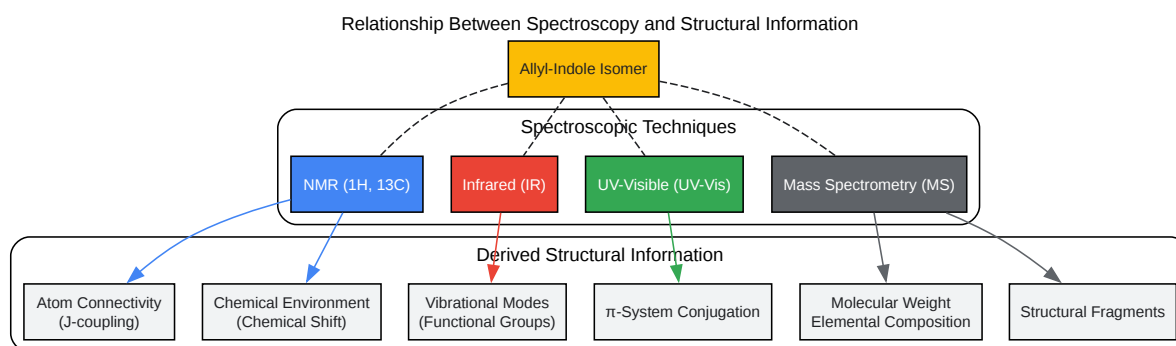 Relationship Between Spectroscopy and Structural Information
Allyl-Indole Isomer
Spectroscopic Techniques
NMR (1H, 13C)
Infrared (IR)
UV-Visible (UV-Vis)
Mass Spectrometry (MS)
Derived Structural Information
Atom Connectivity
(J-coupling)
Chemical Environment
(Chemical Shift)
Vibrational Modes
(Functional Groups)
π-System Conjugation
Molecular Weight
Elemental Composition
Structural Fragments